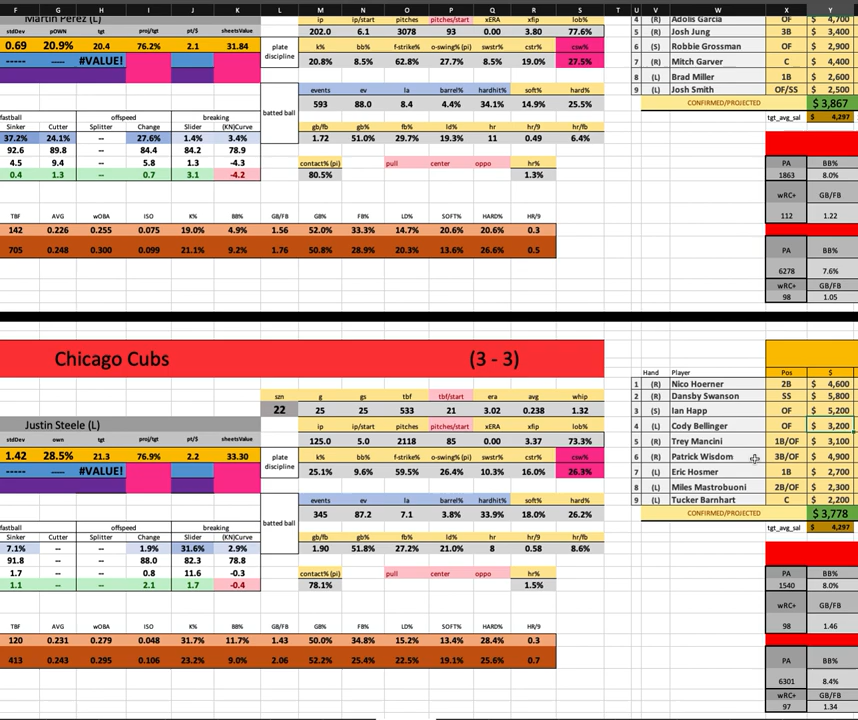 F G H I J K L M N O P Q R S T U V W X Y
Martin Perez (L) ip ip/start pitches pitches/start xERA xfip lob% 4 (R) Adolis Garcia OF $ 4,700
stdDev pOWN tgt proj/tgt pt/$ sheetsValue 202.0 6.1 3078 93 0.00 3.80 77.6% 5 (R) Josh Jung 3B $ 3,400
0.69 20.9% 20.4 76.2% 2.1 31.84 plate discipline k% bb% f-strike% o-swing% (pi) swstr% cstr% csw% 6 (S) Robbie Grossman OF $ 2,900
----- ----- #VALUE! 20.8% 8.5% 62.8% 27.7% 8.5% 19.0% 27.5% 7 (R) Mitch Garver C $ 4,400
8 (L) Brad Miller 1B $ 2,600
events ev la barrel% hardhit% soft% hard% 9 (L) Josh Smith OF/SS $ 2,500
593 88.0 8.4 4.4% 34.1% 14.9% 25.5% CONFIRMED/PROJECTED $ 3,867
fastball offspeed breaking batted ball tgt_avg_sal $ 4,297
Sinker Cutter Splitter Change Slider (KN)Curve gb/fb gb% fb% ld% hr hr/9 hr/fb
37.2% 24.1% -- 27.6% 1.4% 3.4% 1.72 51.0% 29.7% 19.3% 11 0.49 6.4%
92.6 89.8 -- 84.4 84.2 78.9
4.5 9.4 -- 5.8 1.3 -4.3 contact% (pi) pull center oppo hr% PA BB%
0.4 1.3 -- 0.7 3.1 -4.2 80.5% 1.3% 1863 8.0%
wRC+ GB/FB
TBF AVG wOBA ISO K% BB% GB/FB GB% FB% LD% SOFT% HARD% HR/9 112 1.22
142 0.226 0.255 0.075 19.0% 4.9% 1.56 52.0% 33.3% 14.7% 20.6% 26.6% 0.3
705 0.248 0.300 0.099 21.1% 9.2% 1.76 50.8% 28.9% 20.3% 13.6% 26.6% 0.5 PA BB%
6278 7.6%
wRC+ GB/FB
98 1.05
Chicago Cubs (3 - 3)
Hand Player Pos $
1 (R) Nico Hoerner 2B $ 4,600
szn g gs tbf tbf/start era avg whip 2 (R) Dansby Swanson SS $ 5,800
22 25 25 533 21 3.02 0.238 1.32 3 (S) Ian Happ OF $ 5,200
Justin Steele (L) ip ip/start pitches pitches/start xERA xfip lob% 4 (L) Cody Bellinger OF $ 3,200
stdDev own tgt proj/tgt pt/$ sheetsValue 125.0 5.0 2118 85 0.00 3.37 73.3% 5 (R) Trey Mancini 1B/OF $ 3,100
1.42 28.5% 21.3 76.9% 2.2 33.30 plate discipline k% bb% f-strike% o-swing% (pi) swstr% cstr% csw% 6 (R) Patrick Wisdom 3B/OF $ 4,900
----- ----- #VALUE! 25.1% 9.6% 59.5% 26.4% 10.3% 16.0% 26.3% 7 (L) Eric Hosmer 1B $ 2,700
8 (L) Miles Mastrobuoni 2B/OF $ 2,300
events ev la barrel% hardhit% soft% hard% 9 (L) Tucker Barnhart C $ 2,200
345 87.2 7.1 3.8% 33.9% 18.0% 26.2% CONFIRMED/PROJECTED $ 3,778
fastball offspeed breaking batted ball tgt_avg_sal $ 4,297
Sinker Cutter Splitter Change Slider (KN)Curve gb/fb gb% fb% ld% hr hr/9 hr/fb
7.1% -- -- 1.9% 31.6% 2.9% 1.90 51.8% 27.2% 21.0% 8 0.58 8.6%
91.8 -- -- 88.0 82.3 78.8
1.7 -- -- 0.8 11.6 -0.3 contact% (pi) pull center oppo hr% PA BB%
1.1 -- -- 2.1 1.7 -0.4 78.1% 1.5% 1540 8.0%
wRC+ GB/FB
TBF AVG wOBA ISO K% BB% GB/FB GB% FB% LD% SOFT% HARD% HR/9 98 1.46
120 0.231 0.279 0.048 31.7% 11.7% 1.43 50.0% 34.8% 15.2% 13.4% 28.4% 0.3
413 0.243 0.295 0.106 23.2% 9.0% 2.06 52.2% 25.4% 22.5% 19.1% 25.6% 0.7 PA BB%
6301 8.4%
wRC+ GB/FB
97 1.34